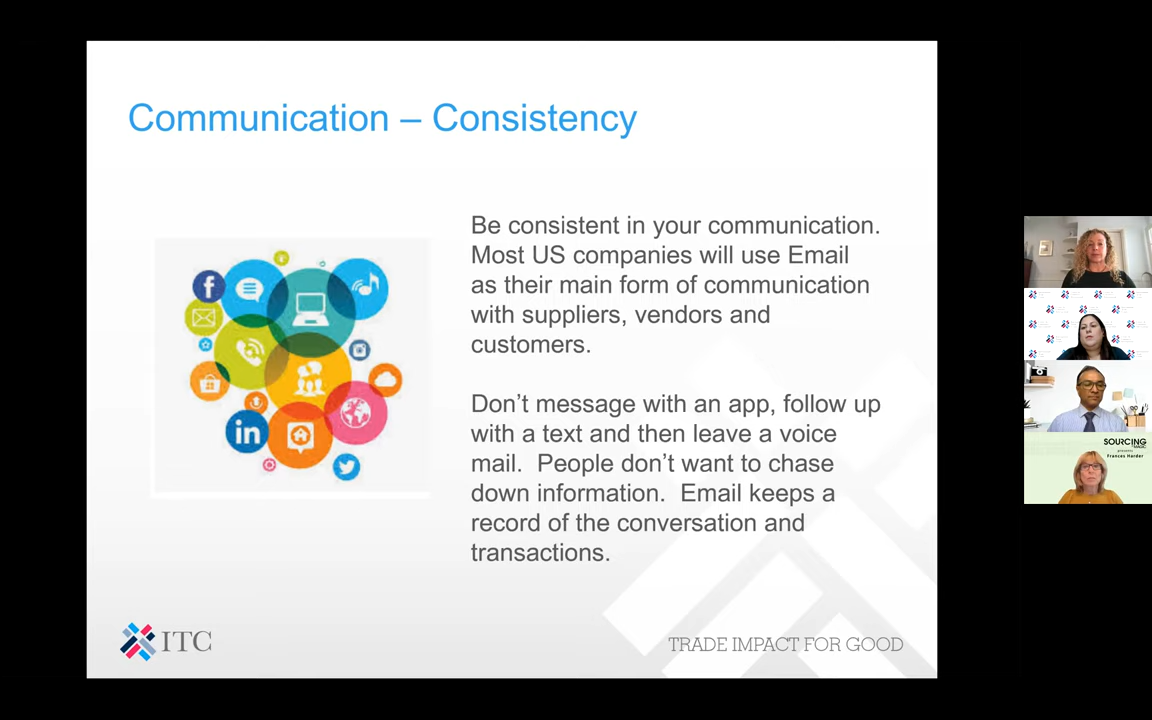 Communication – Consistency
Be consistent in your communication.
Most US companies will use Email
as their main form of communication
with suppliers, vendors and
customers.
Don’t message with an app, follow up
with a text and then leave a voice
mail.  People don’t want to chase
down information.  Email keeps a
record of the conversation and
transactions.
f
in
ITC
TRADE IMPACT FOR GOOD
SOURCING
Frances Harder